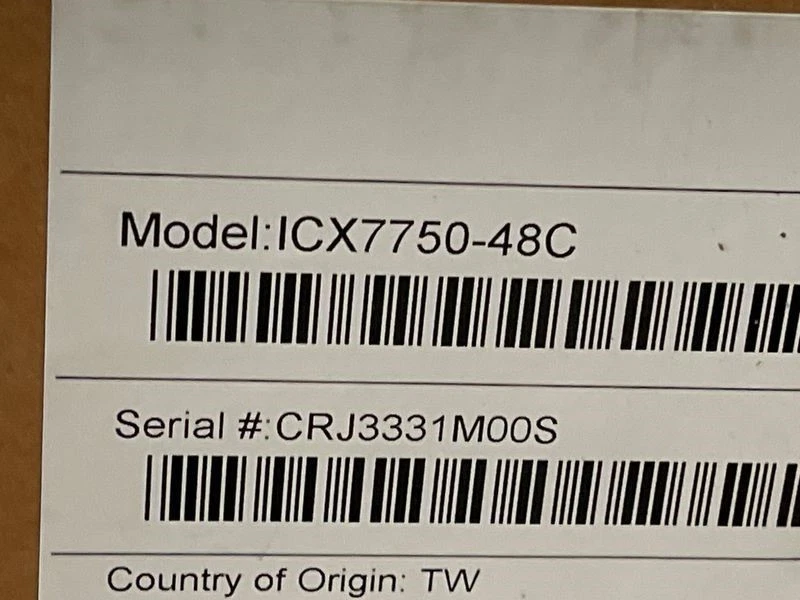 Model:ICX7750-48C
Serial #:CRJ3331M00S
Country of Origin: TW